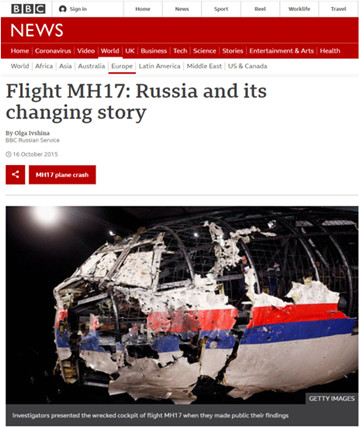 BBC Sign in Home News Sport Reel Worklife Travel
NEWS
Home Coronavirus Video World UK Business Tech Science Stories Entertainment & Arts Health
World Africa Asia Australia Europe Latin America Middle East US & Canada
Flight MH17: Russia and its
changing story
By Olga Ivshina
BBC Russian Service
16 October 2015
MH17 plane crash
GETTY IMAGES
Investigators presented the wrecked cockpit of flight MH17 when they made public their findings